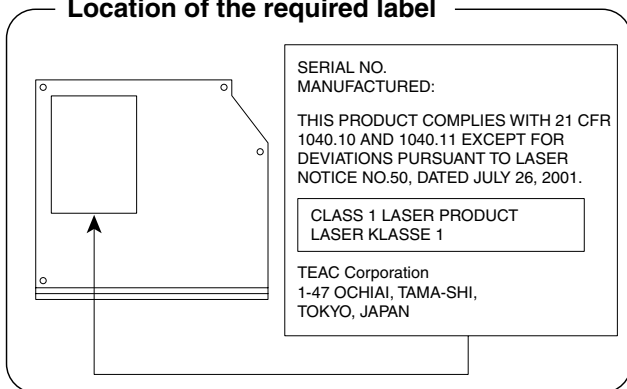 Location of the required label
SERIAL NO.
MANUFACTURED:
THIS PRODUCT COMPLIES WITH 21 CFR
1040.10 AND 1040.11 EXCEPT FOR
DEVIATIONS PURSUANT TO LASER
NOTICE NO.50, DATED JULY 26, 2001.
CLASS 1 LASER PRODUCT
LASER KLASSE 1
TEAC Corporation
1-47 OCHIAI, TAMA-SHI,
TOKYO, JAPAN